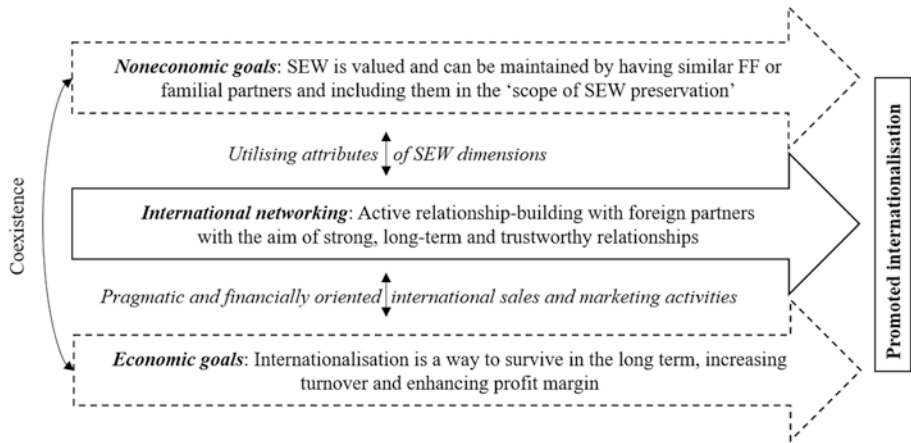 Noneconomic goals: SEW is valued and can be maintained by having similar FF or
familial partners and including them in the ‘scope of SEW preservation’
Utilising attributes of SEW dimensions
Coexistence
International networking: Active relationship-building with foreign partners
with the aim of strong, long-term and trustworthy relationships
Pragmatic and financially oriented international sales and marketing activities
Economic goals: Internationalisation is a way to survive in the long term, increasing
turnover and enhancing profit margin
Promoted internationalisation